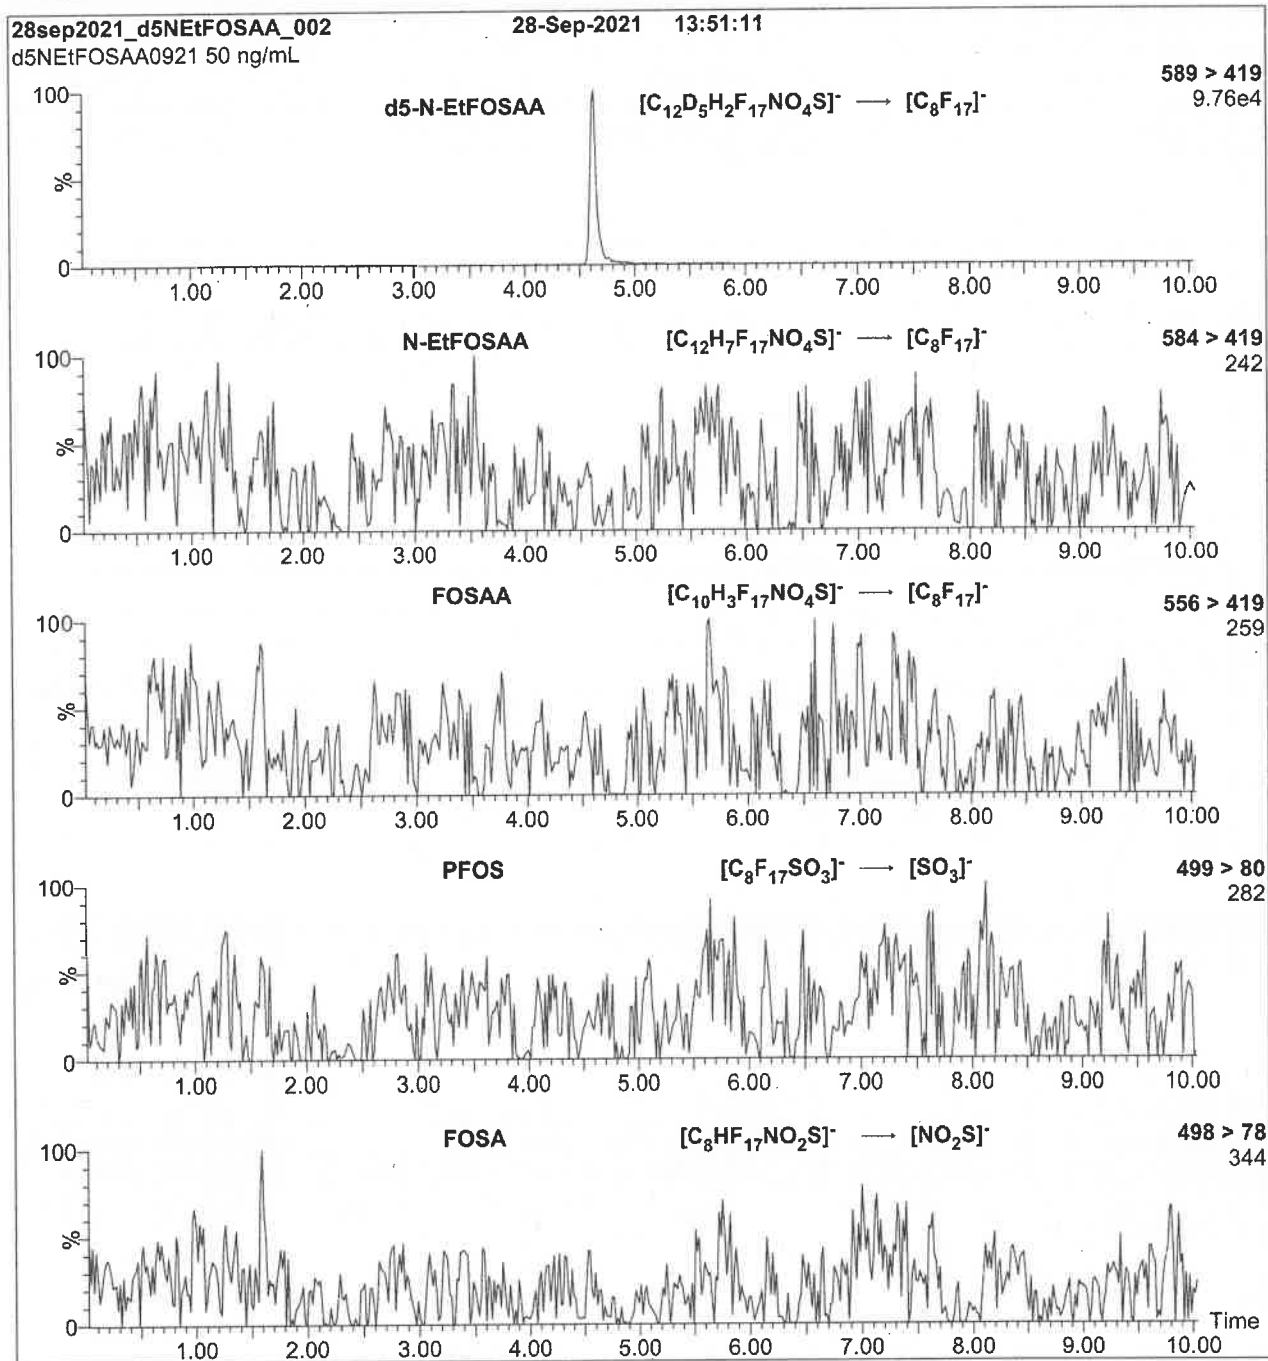 28sep2021_d5NEtFOSAA_002 28-Sep-2021 13:51:11
d5NEtFOSAA0921 50 ng/mL
589 > 419
9.76e4
d5-N-EtFOSAA [C₁₂D₅H₂F₁₇NO₄S]⁻ → [C₈F₁₇]⁻
100
%
0
1.00 2.00 3.00 4.00 5.00 6.00 7.00 8.00 9.00 10.00
N-EtFOSAA [C₁₂H₇F₁₇NO₄S]⁻ → [C₈F₁₇]⁻ 584 > 419
242
100
%
0
1.00 2.00 3.00 4.00 5.00 6.00 7.00 8.00 9.00 10.00
FOSAA [C₁₀H₃F₁₇NO₄S]⁻ → [C₈F₁₇]⁻ 556 > 419
259
100
%
0
1.00 2.00 3.00 4.00 5.00 6.00 7.00 8.00 9.00 10.00
PFOS [C₈F₁₇SO₃]⁻ → [SO₃]⁻ 499 > 80
282
100
%
0
1.00 2.00 3.00 4.00 5.00 6.00 7.00 8.00 9.00 10.00
FOSA [C₈HF₁₇NO₂S]⁻ → [NO₂S]⁻ 498 > 78
344
100
%
0
Time
1.00 2.00 3.00 4.00 5.00 6.00 7.00 8.00 9.00 10.00